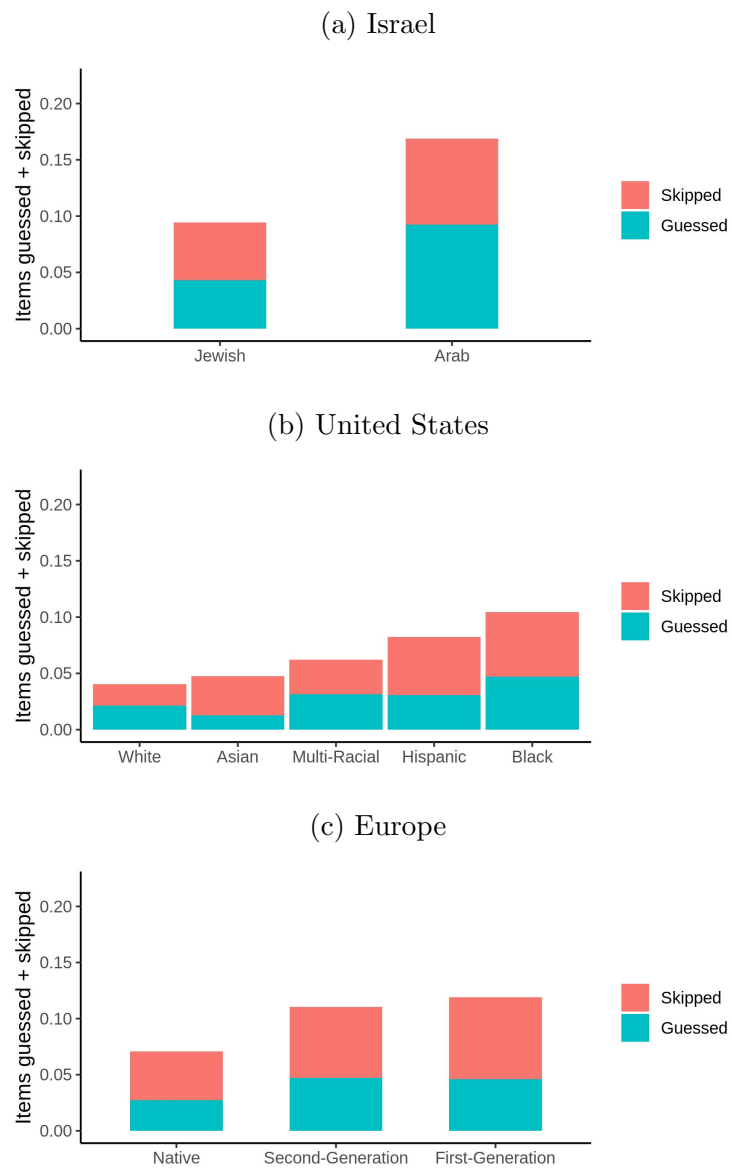 (a) Israel
Items guessed + skipped
0.20
0.15
0.10
0.05
0.00
Jewish Arab
Skipped
Guessed
(b) United States
Items guessed + skipped
0.20
0.15
0.10
0.05
0.00
White Asian Multi-Racial Hispanic Black
Skipped
Guessed
(c) Europe
Items guessed + skipped
0.20
0.15
0.10
0.05
0.00
Native Second-Generation First-Generation
Skipped
Guessed